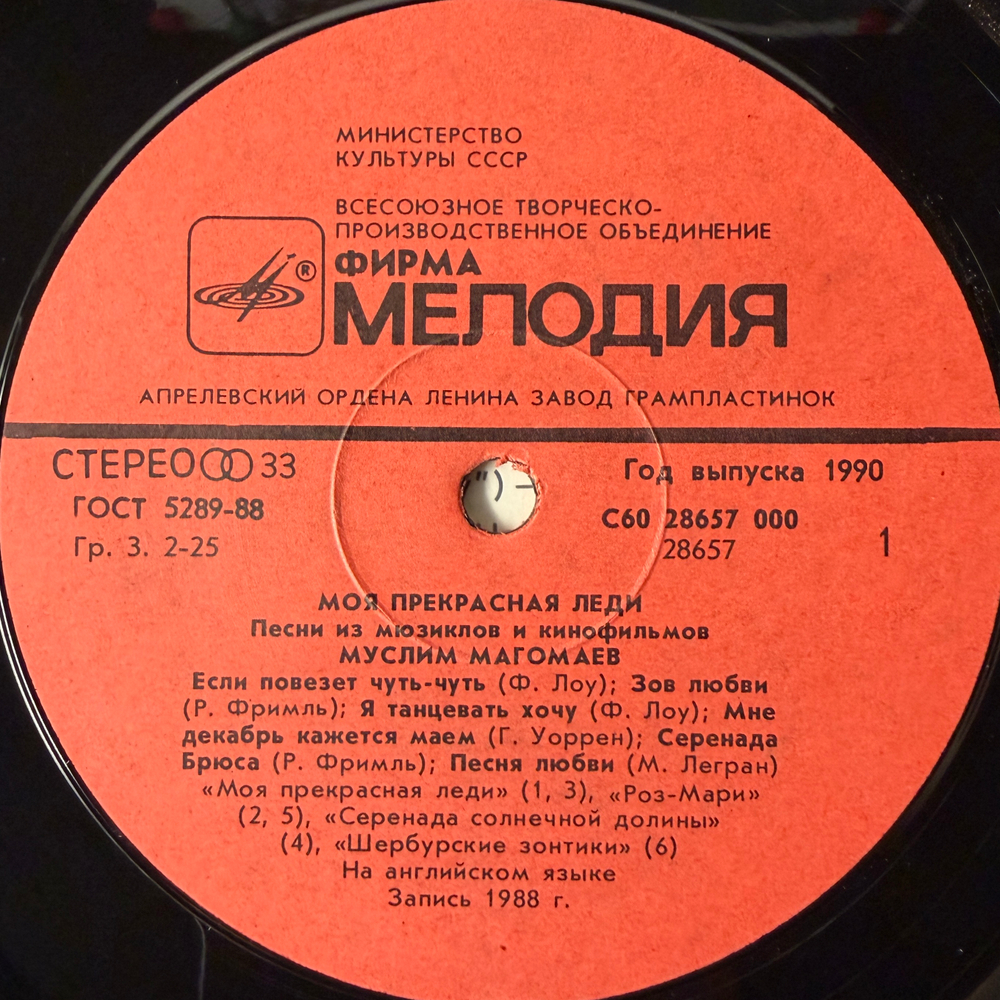 МИНИСТЕРСТВО
КУЛЬТУРЫ СССР
ВСЕСОЮЗНОЕ ТВОРЧЕСКО-
ПРОИЗВОДСТВЕННОЕ ОБЪЕДИНЕНИЕ
ФИРМА
®
МЕЛОДИЯ
АПРЕЛЕВСКИЙ ОРДЕНА ЛЕНИНА ЗАВОД ГРАМПЛАСТИНОК
СТЕРЕО 33
Год выпуска 1990
ГОСТ 5289-88
С60 28657 000
Гр. 3. 2-25
28657
1
МОЯ ПРЕКРАСНАЯ ЛЕДИ
Песни из мюзиклов и кинофильмов
МУСЛИМ МАГОМАЕВ
Если повезет чуть-чуть (Ф. Лоу); Зов любви
(Р. Фримль); Я танцевать хочу (Ф. Лоу); Мне
декабрь кажется маем (Г. Уоррен); Серенада
Брюса (Р. Фримль); Песня любви (М. Легран)
«Моя прекрасная леди» (1, 3), «Роз-Мари»
(2, 5), «Серенада солнечной долины»
(4), «Шербурские зонтики» (6)
На английском языке
Запись 1988 г.